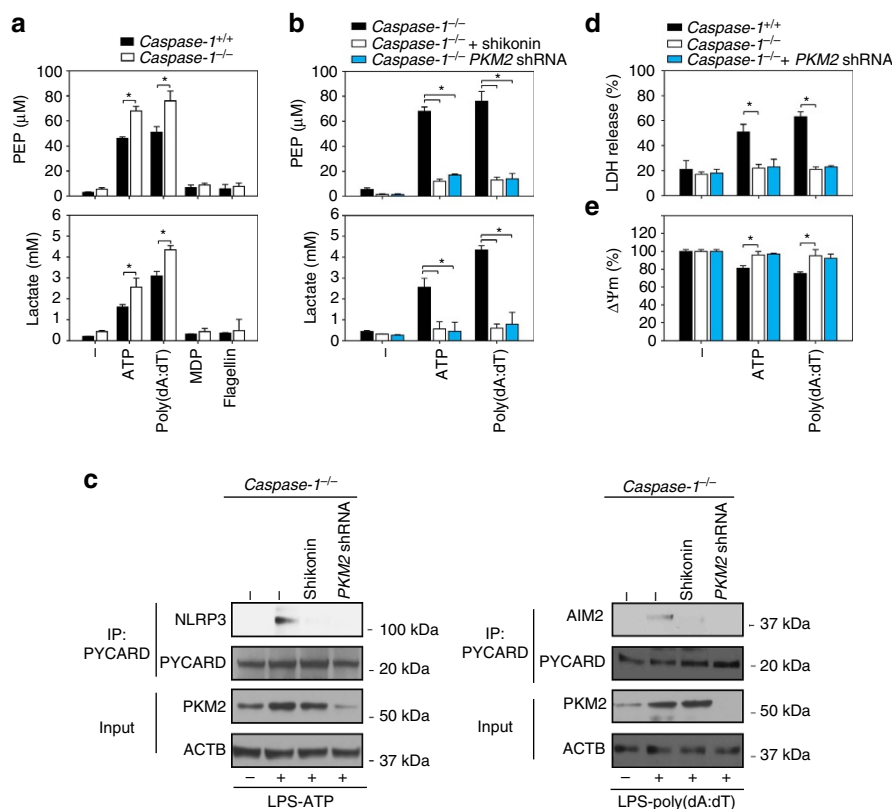 a
Caspase-1+/+
Caspase-1−/−
PEP (μM)
100
80
60
40
20
0
*
*
Lactate (mM)
6
5
4
3
2
1
0
*
*
–
ATP
Poly(dA:dT)
MDP
Flagellin
b
Caspase-1−/−
Caspase-1−/− + shikonin
Caspase-1−/− PKM2 shRNA
PEP (μM)
100
80
60
40
20
0
*
*
Lactate (mM)
6
5
4
3
2
1
0
*
*
–
ATP
Poly(dA:dT)
d
Caspase-1+/+
Caspase-1−/−
Caspase-1−/− + PKM2 shRNA
LDH release (%)
100
80
60
40
20
0
*
*
e
ΔΨm (%)
120
100
80
60
40
20
0
*
*
–
ATP
Poly(dA:dT)
c
Caspase-1−/−
–
–
Shikonin
PKM2 shRNA
IP:
PYCARD
NLRP3
- 100 kDa
PYCARD
- 20 kDa
Input
PKM2
- 50 kDa
ACTB
- 37 kDa
– + + +
LPS-ATP
Caspase-1−/−
–
–
Shikonin
PKM2 shRNA
IP:
PYCARD
AIM2
- 37 kDa
PYCARD
- 20 kDa
Input
PKM2
- 50 kDa
ACTB
- 37 kDa
– + + +
LPS-poly(dA:dT)